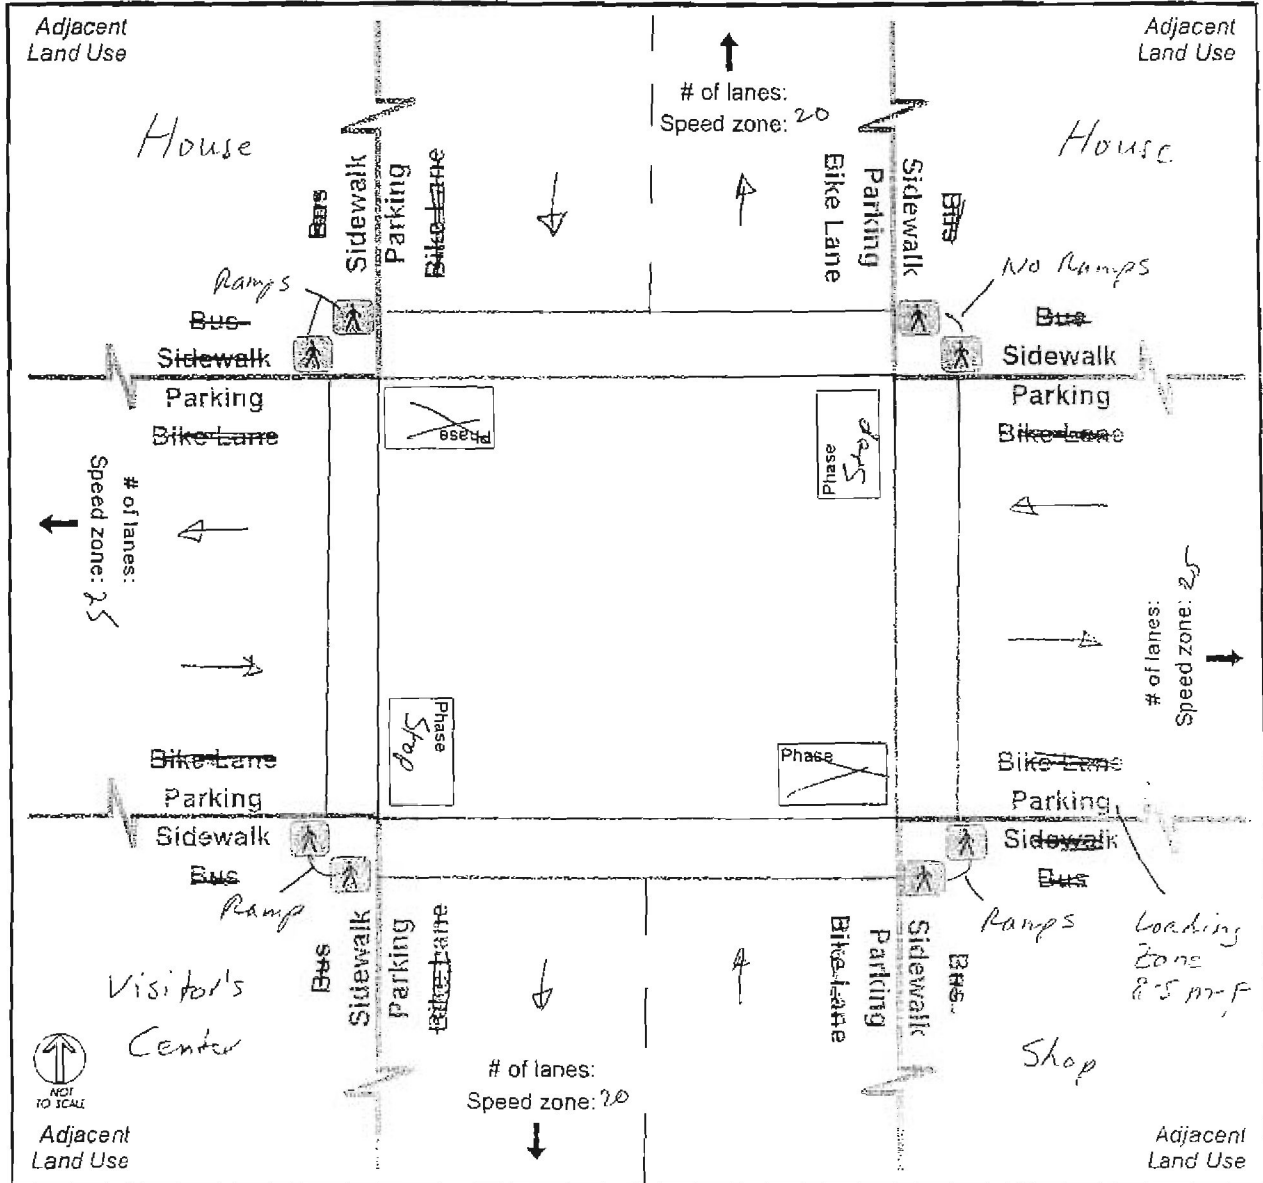 Adjacent
Land Use
Adjacent
Land Use
# of lanes:
Speed zone: 20
House
House
Bus
Sidewalk
Parking
Bike Lane
Bike Lane
Parking
Sidewalk
Bus
Ramps
No Ramps
Bus
Sidewalk
Parking
Bike Lane
Bus
Sidewalk
Parking
Bike Lane
Phase
Phase
Stop
# of lanes:
Speed zone: 25
# of lanes:
Speed zone: 25
Phase
Stop
Phase
Bike Lane
Parking
Sidewalk
Bus
Bike Lane
Parking
Sidewalk
Bus
Ramp
Ramps
Loading
Zone
8-5 M-F
Bus
Sidewalk
Parking
Bike Lane
Bike Lane
Parking
Sidewalk
Bus
Visitor's
Center
Shop
NOT
TO SCALE
# of lanes:
Speed zone: 20
Adjacent
Land Use
Adjacent
Land Use